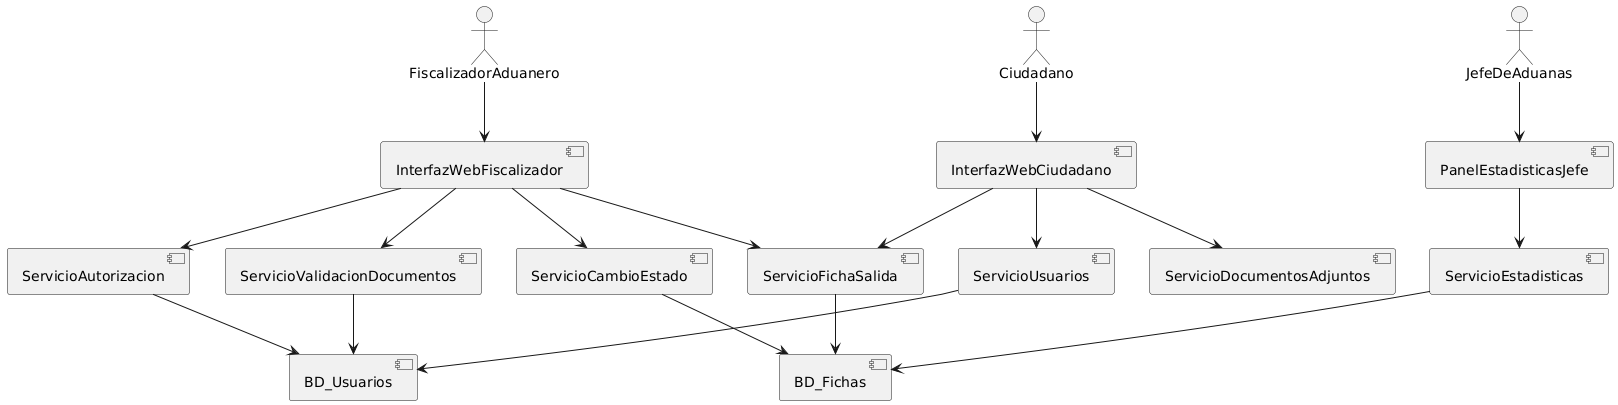 FiscalizadorAduanero
Ciudadano
JefeDeAduanas
InterfazWebFiscalizador
InterfazWebCiudadano
PanelEstadisticasJefe
ServicioAutorizacion
ServicioValidacionDocumentos
ServicioCambioEstado
ServicioFichaSalida
ServicioUsuarios
ServicioDocumentosAdjuntos
ServicioEstadisticas
BD_Usuarios
BD_Fichas